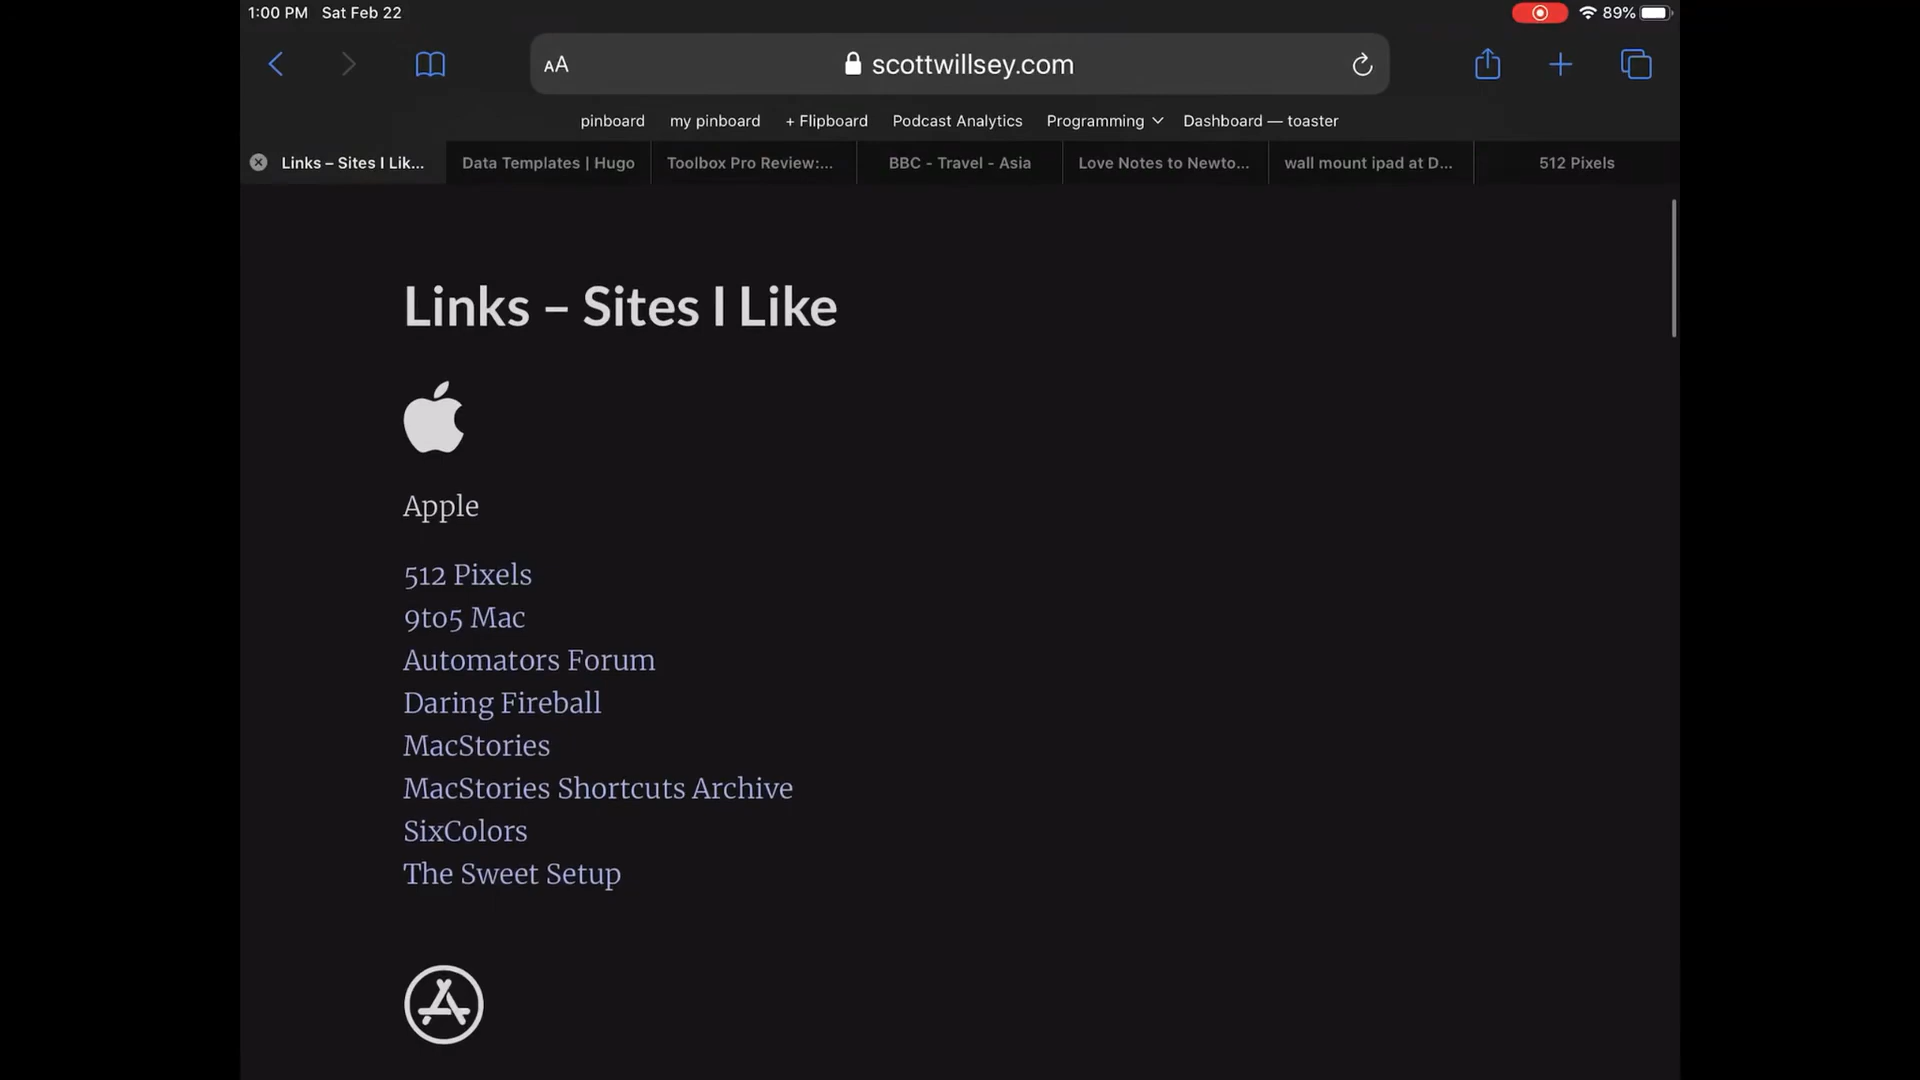 1:00 PM Sat Feb 22
89%
AA scottwillsey.com
pinboard my pinboard + Flipboard Podcast Analytics Programming Dashboard — toaster
Links – Sites I Lik... Data Templates | Hugo Toolbox Pro Review:... BBC - Travel - Asia Love Notes to Newto... wall mount ipad at D... 512 Pixels
Links – Sites I Like
Apple
512 Pixels
9to5 Mac
Automators Forum
Daring Fireball
MacStories
MacStories Shortcuts Archive
SixColors
The Sweet Setup